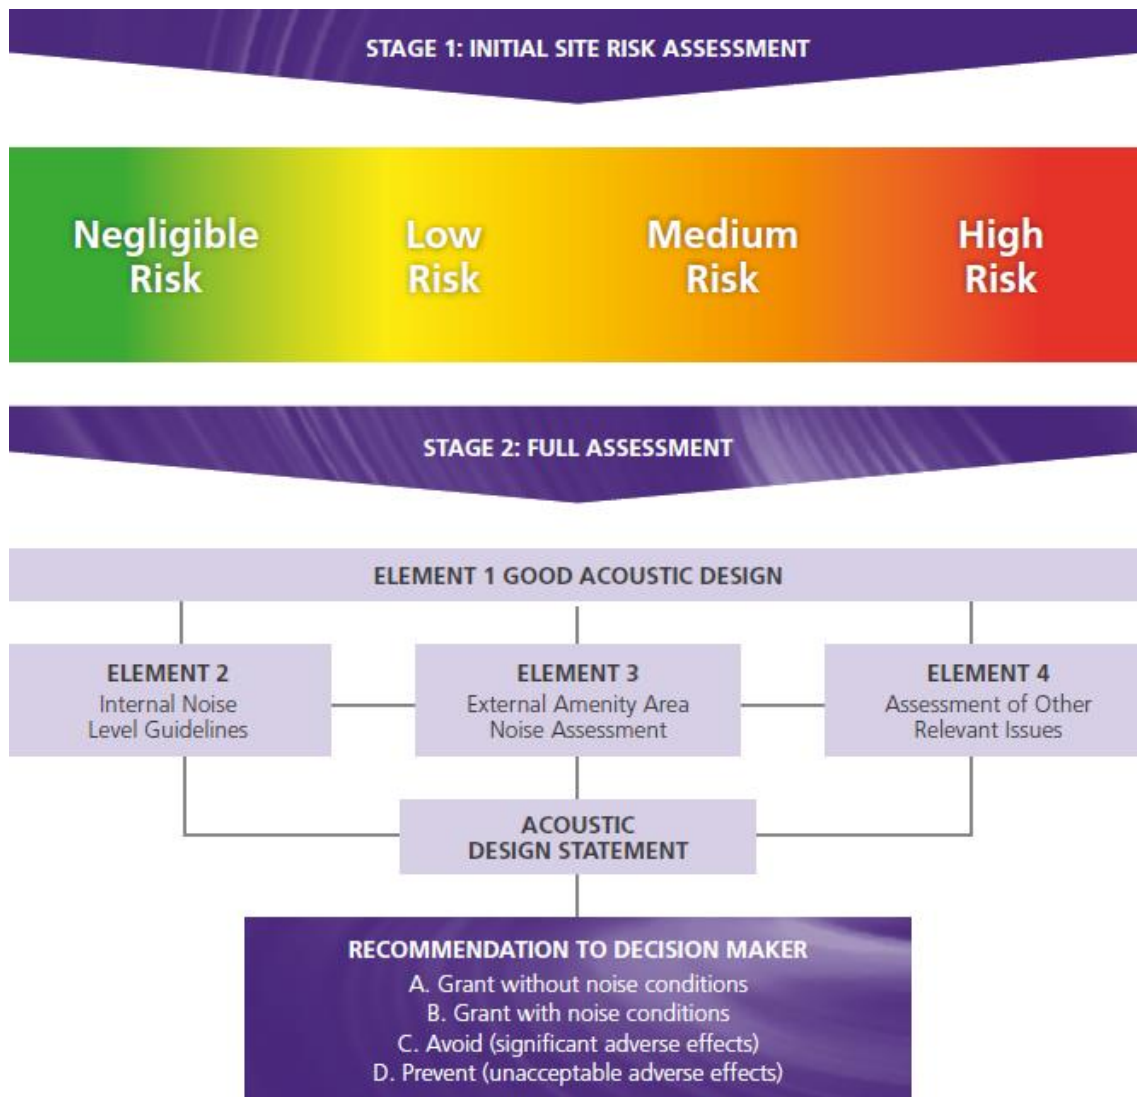 STAGE 1: INITIAL SITE RISK ASSESSMENT
Negligible
Risk
Low
Risk
Medium
Risk
High
Risk
STAGE 2: FULL ASSESSMENT
ELEMENT 1 GOOD ACOUSTIC DESIGN
ELEMENT 2
Internal Noise
Level Guidelines
ELEMENT 3
External Amenity Area
Noise Assessment
ELEMENT 4
Assessment of Other
Relevant Issues
ACOUSTIC
DESIGN STATEMENT
RECOMMENDATION TO DECISION MAKER
A. Grant without noise conditions
B. Grant with noise conditions
C. Avoid (significant adverse effects)
D. Prevent (unacceptable adverse effects)